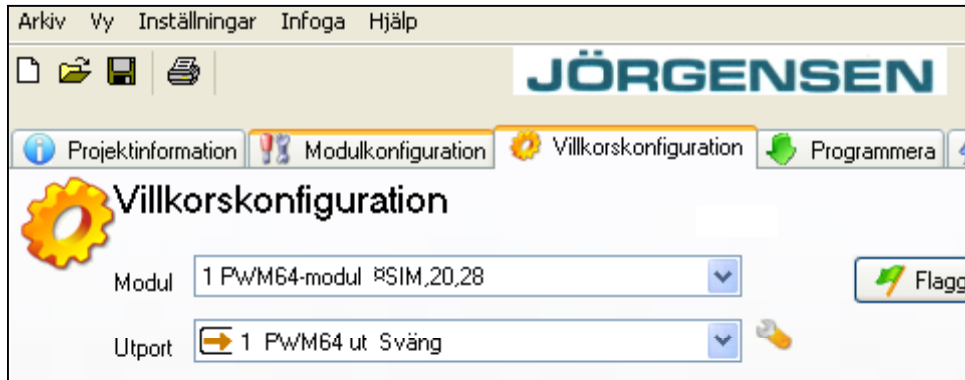 Arkiv Vy Inställningar Infoga Hjälp
JÖRGENSEN
Projektinformation Modulkonfiguration Villkorskonfiguration Programmera
Villkorskonfiguration
Modul 1 PWM64-modul ¤SIM,20,28
Flagg
Utport 1 PWM64 ut Sväng